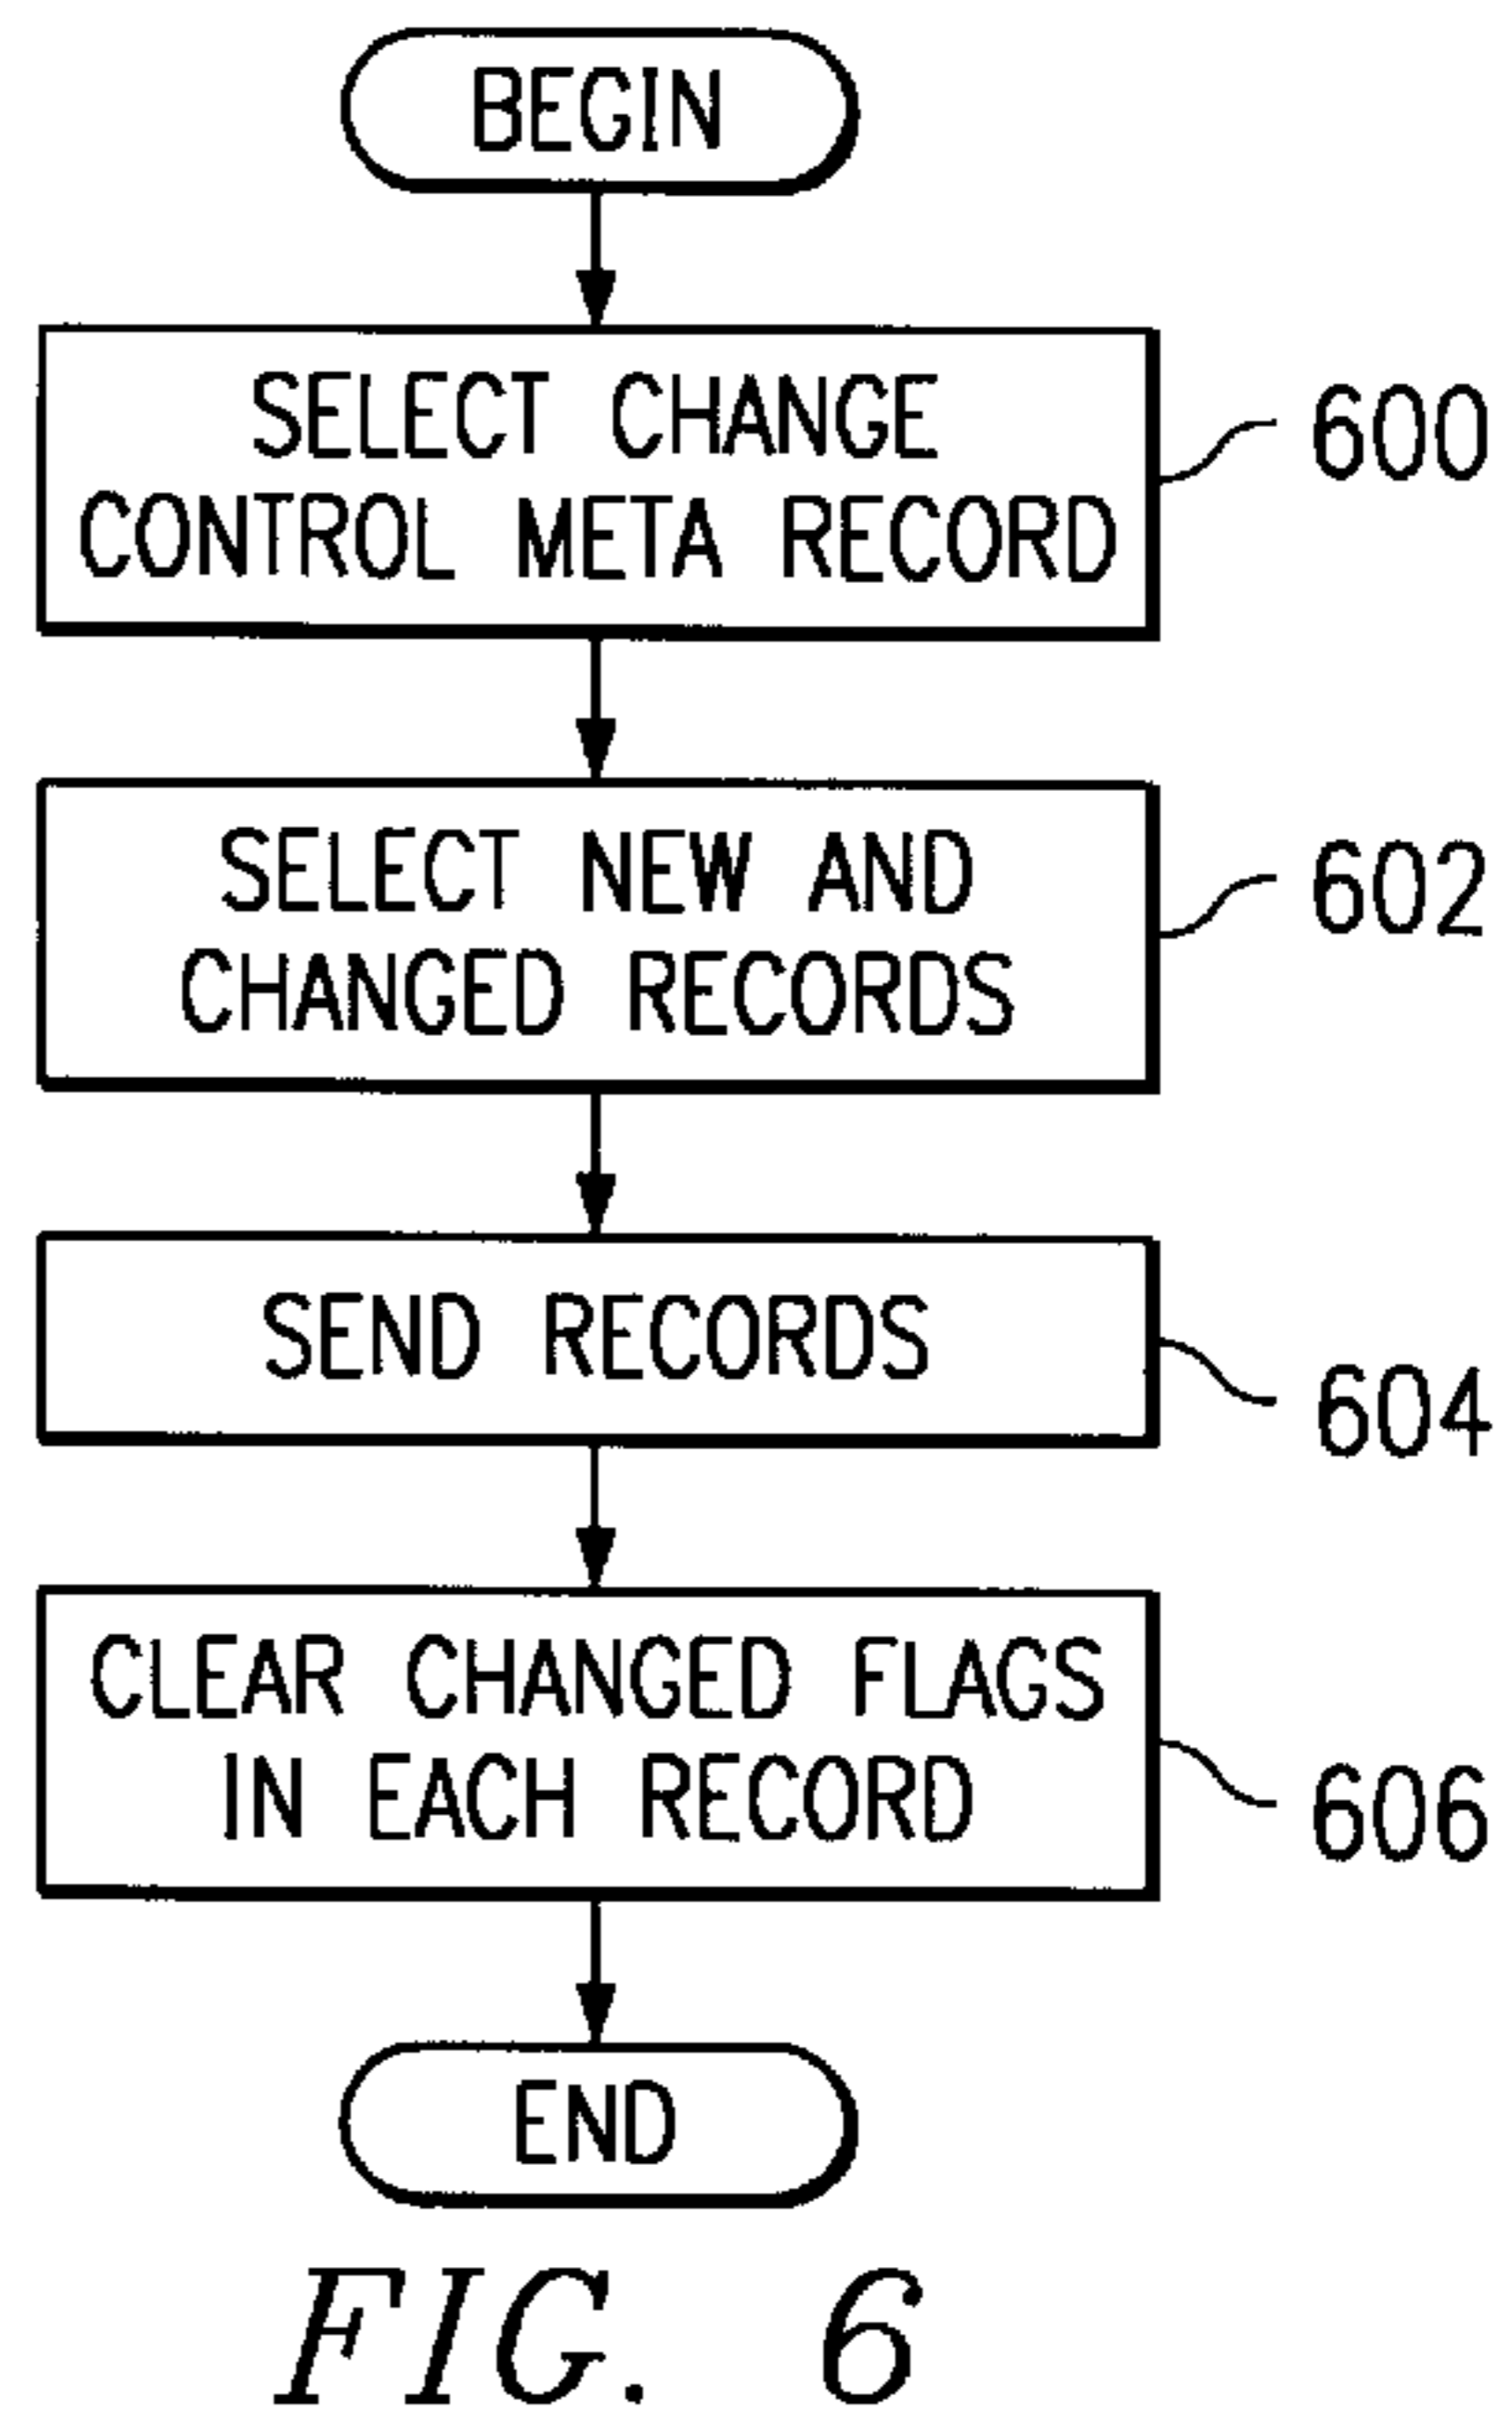 BEGIN
SELECT CHANGE
CONTROL META RECORD
600
SELECT NEW AND
CHANGED RECORDS
602
SEND RECORDS
604
CLEAR CHANGED FLAGS
IN EACH RECORD
606
END
FIG. 6